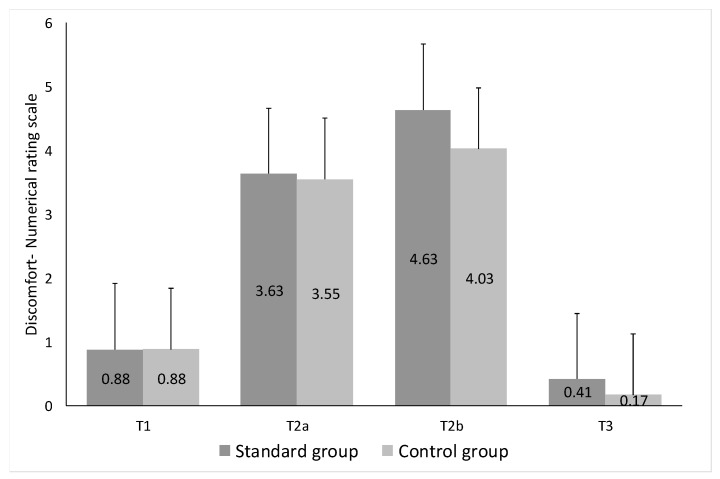 Discomfort- Numerical rating scale
6
5
4
3
2
1
0
0.88
0.88
3.63
3.55
4.63
4.03
0.41
0.17
T1
T2a
T2b
T3
Standard group
Control group